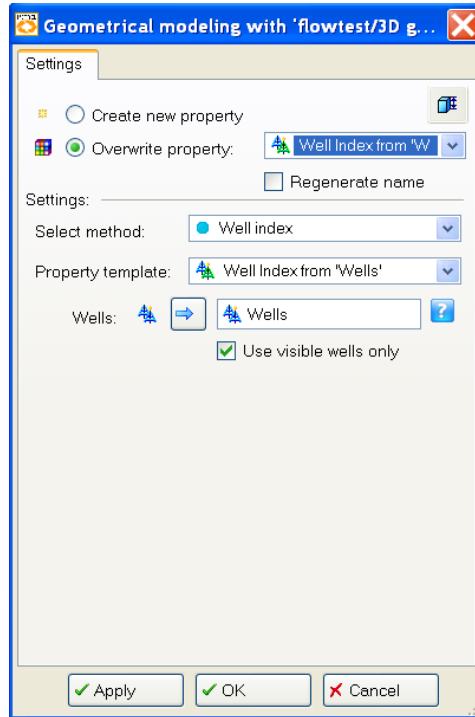 Geometrical modeling with 'flowtest/3D g...
Settings
Create new property
Overwrite property: Well Index from 'W
Regenerate name
Settings:
Select method: Well index
Property template: Well Index from 'Wells'
Wells: Wells ?
Use visible wells only
Apply OK Cancel